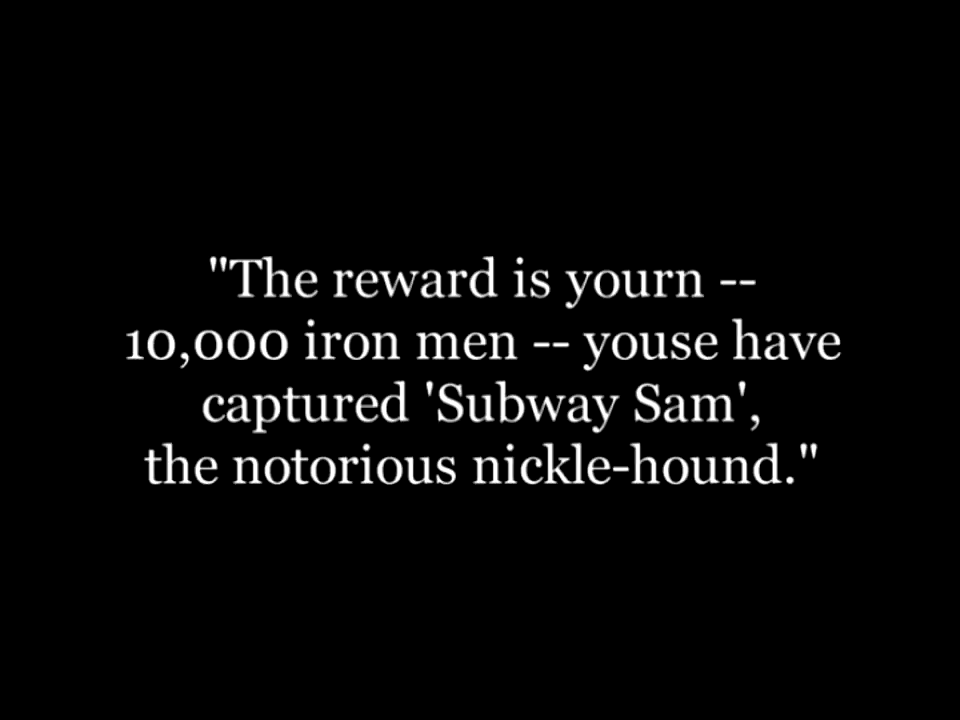 "The reward is yourn --
10,000 iron men -- youse have
captured 'Subway Sam',
the notorious nickle-hound."